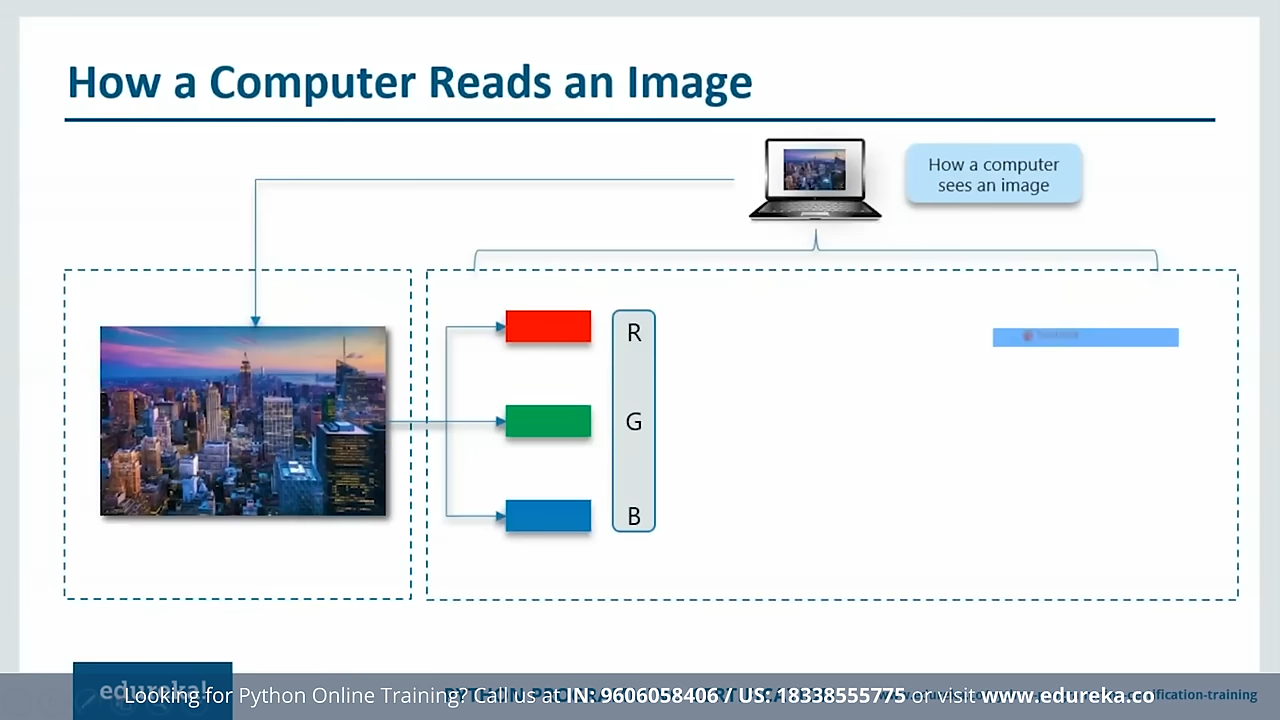 How a Computer Reads an Image
How a computer
sees an image
R
G
B
edureka!
Looking for Python Online Training? Call us at IN: 9606058406 / US: 18338555775 or visit www.edureka.co